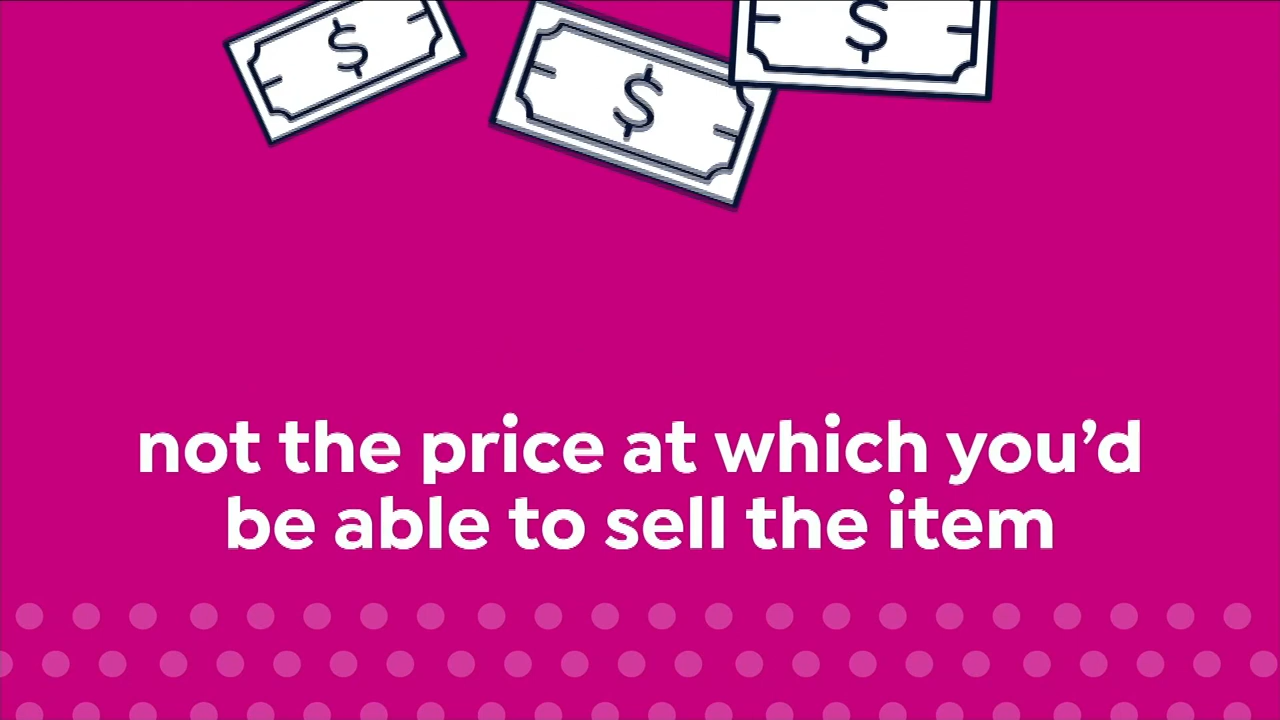 $
$
$
not the price at which you’d
be able to sell the item